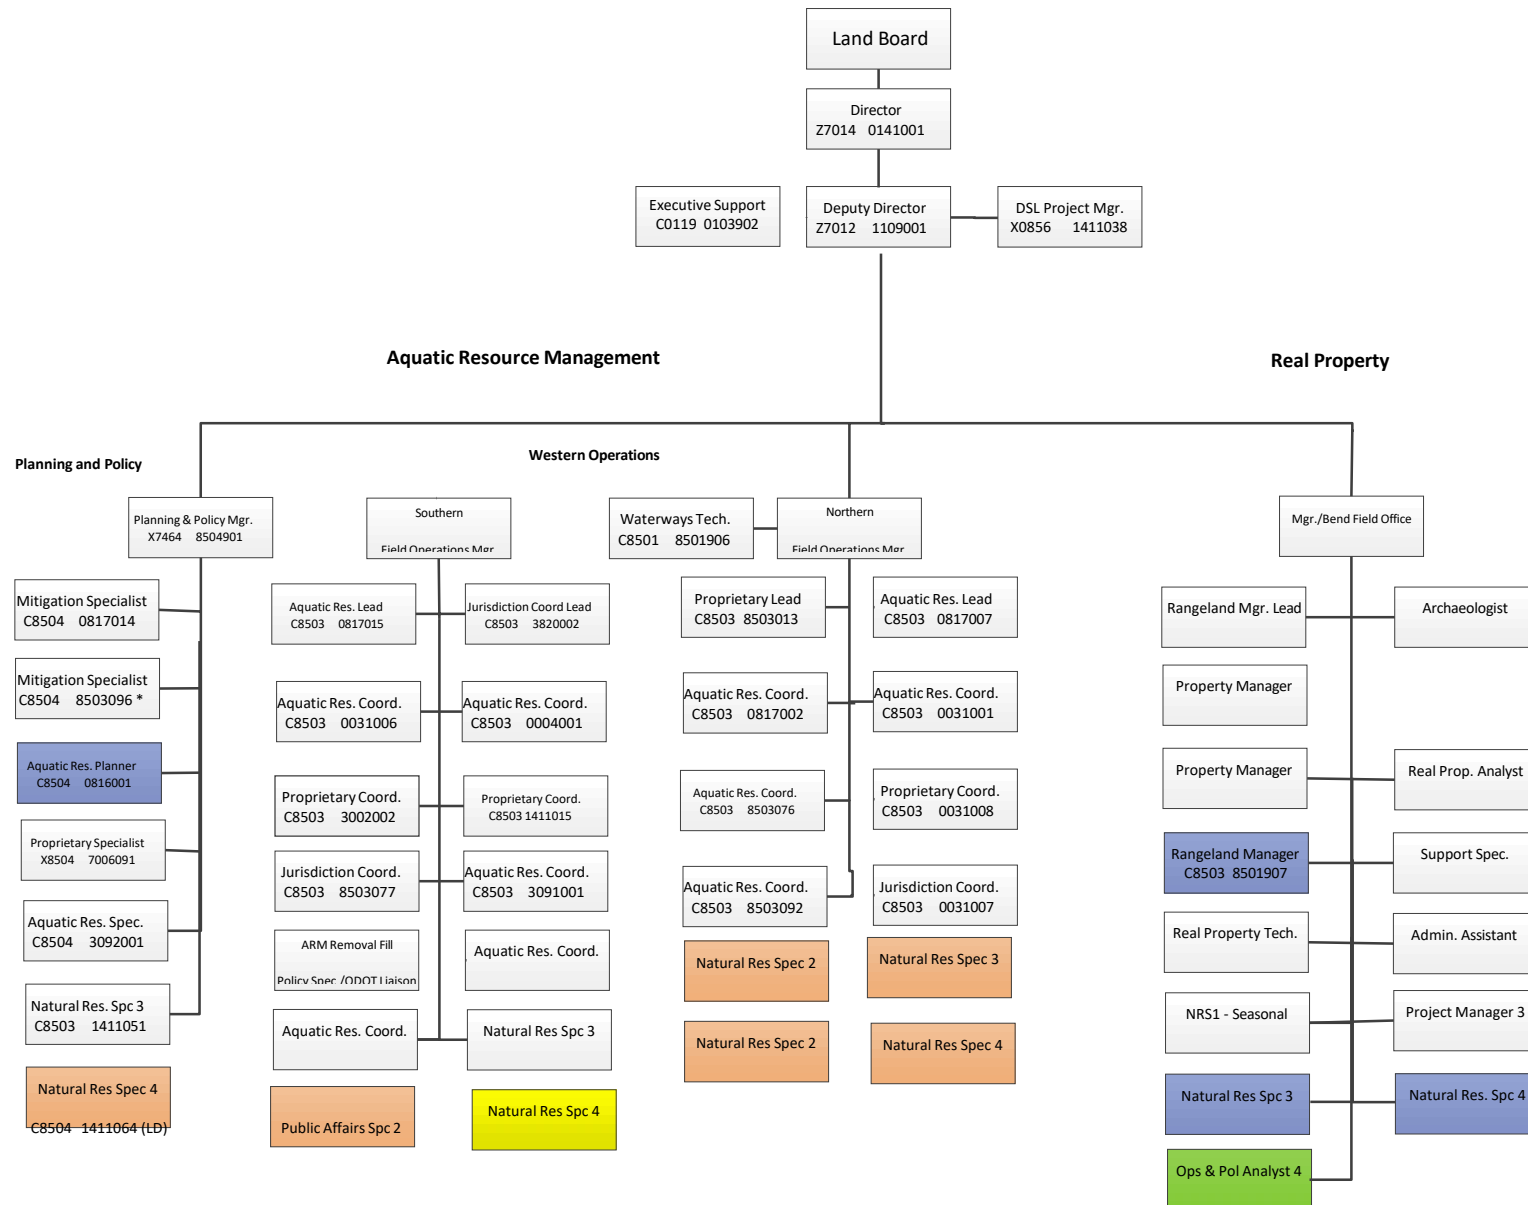 Land Board
Director
Z7014 0141001
Executive Support
C0119 0103902
Deputy Director
Z7012 1109001
DSL Project Mgr.
X0856 1411038
Aquatic Resource Management
Real Property
Planning and Policy
Western Operations
Planning & Policy Mgr.
X7464 8504901
Southern
Field Operations Mgr
Waterways Tech.
C8501 8501906
Northern
Field Operations Mgr
Mgr./Bend Field Office
Mitigation Specialist
C8504 0817014
Mitigation Specialist
C8504 8503096 *
Aquatic Res. Planner
C8504 0816001
Proprietary Specialist
X8504 7006091
Aquatic Res. Spec.
C8504 3092001
Natural Res. Spc 3
C8503 1411051
Natural Res Spec 4
C8504 1411064 (LD)
Aquatic Res. Lead
C8503 0817015
Jurisdiction Coord Lead
C8503 3820002
Aquatic Res. Coord.
C8503 0031006
Aquatic Res. Coord.
C8503 0004001
Proprietary Coord.
C8503 3002002
Proprietary Coord.
C8503 1411015
Jurisdiction Coord.
C8503 8503077
Aquatic Res. Coord.
C8503 3091001
ARM Removal Fill
Policy Spec /ODOT Liaison
Aquatic Res. Coord.
Aquatic Res. Coord.
Natural Res Spc 3
Public Affairs Spc 2
Natural Res Spc 4
Proprietary Lead
C8503 8503013
Aquatic Res. Lead
C8503 0817007
Aquatic Res. Coord.
C8503 0817002
Aquatic Res. Coord.
C8503 0031001
Aquatic Res. Coord.
C8503 8503076
Proprietary Coord.
C8503 0031008
Aquatic Res. Coord.
C8503 8503092
Jurisdiction Coord.
C8503 0031007
Natural Res Spec 2
Natural Res Spec 3
Natural Res Spec 2
Natural Res Spec 4
Rangeland Mgr. Lead
Archaeologist
Property Manager
Property Manager
Real Prop. Analyst
Rangeland Manager
C8503 8501907
Support Spec.
Real Property Tech.
Admin. Assistant
NRS1 - Seasonal
Project Manager 3
Natural Res Spc 3
Natural Res. Spc 4
Ops & Pol Analyst 4